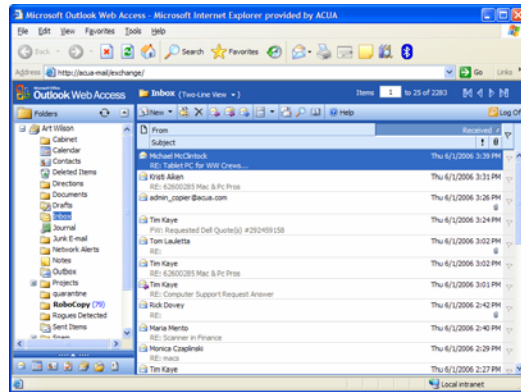 Microsoft Outlook Web Access - Microsoft Internet Explorer provided by ACUA
File Edit View Favorites Tools Help
Back Search Favorites
Address http://acua-mail/exchange/ Go Links
Outlook Web Access Inbox (Two-Line View) Items 1 to 25 of 2283
Folders New Help Log Of
Art Wilson
Cabinet
Calendar
Contacts
Deleted Items
Directions
Documents
Drafts
Inbox
Journal
Junk E-mail
Network Alerts
Notes
Outbox
Projects
quarantine
RoboCopy (79)
Rogues Detected
Sent Items
Spam
From Received
Subject
Michael McClintock Thu 6/1/2006 3:39 PM
RE: Tablet PC for WW Crews....
Kristi Aiken Thu 6/1/2006 3:31 PM
RE: 62600285 Mac & Pc Pros
admin_copier@acua.com Thu 6/1/2006 3:26 PM
Tim Kaye Thu 6/1/2006 3:24 PM
FW: Requested Dell Quote(s) #292459158
Tom Lauletta Thu 6/1/2006 3:02 PM
RE:
Tim Kaye Thu 6/1/2006 3:02 PM
RE: 62600285 Mac & Pc Pros
Tim Kaye Thu 6/1/2006 3:01 PM
RE: Computer Support Request Answer
Rick Dovey Thu 6/1/2006 2:42 PM
RE:
Maria Mento Thu 6/1/2006 2:40 PM
RE: Scanner in Finance
Monica Czaplinski Thu 6/1/2006 2:29 PM
RE: macs
Tim Kaye Thu 6/1/2006 2:27 PM
Local intranet